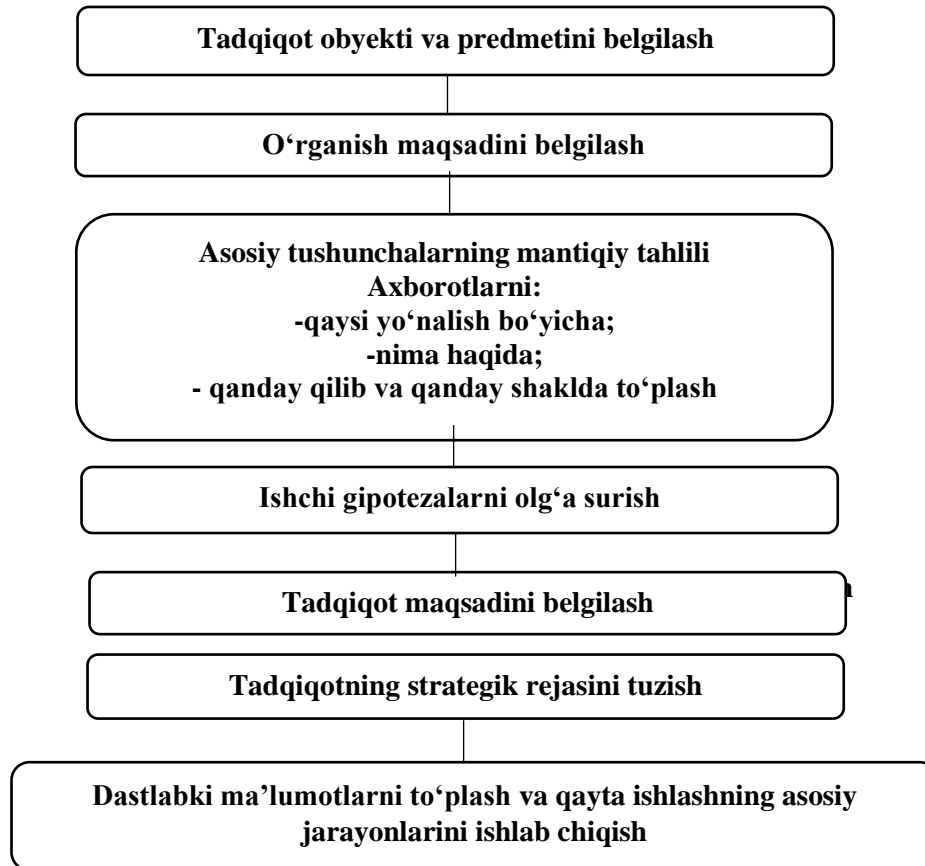 Tadqiqot obyekti va predmetini belgilash
O‘rganish maqsadini belgilash
Asosiy tushunchalarning mantiqiy tahlili
Axborotlarni:
-qaysi yo‘nalish bo‘yicha;
-nima haqida;
- qanday qilib va qanday shaklda to‘plash
Ishchi gipotezalarni olg‘a surish
Tadqiqot maqsadini belgilash
Tadqiqotning strategik rejasini tuzish
Dastlabki ma’lumotlarni to‘plash va qayta ishlashning asosiy
jarayonlarini ishlab chiqish